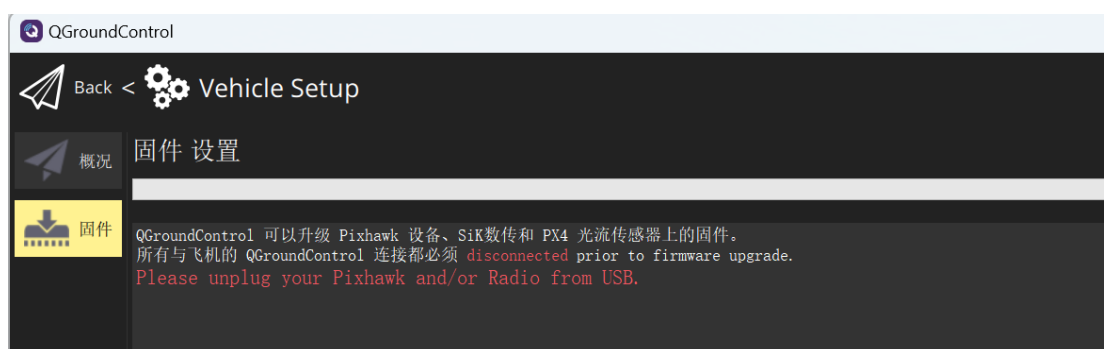 QGroundControl
Back < Vehicle Setup
概况
固件 设置
固件
QGroundControl 可以升级 Pixhawk 设备、SiK数传和 PX4 光流传感器上的固件。
所有与飞机的 QGroundControl 连接都必须 disconnected prior to firmware upgrade.
Please unplug your Pixhawk and/or Radio from USB.